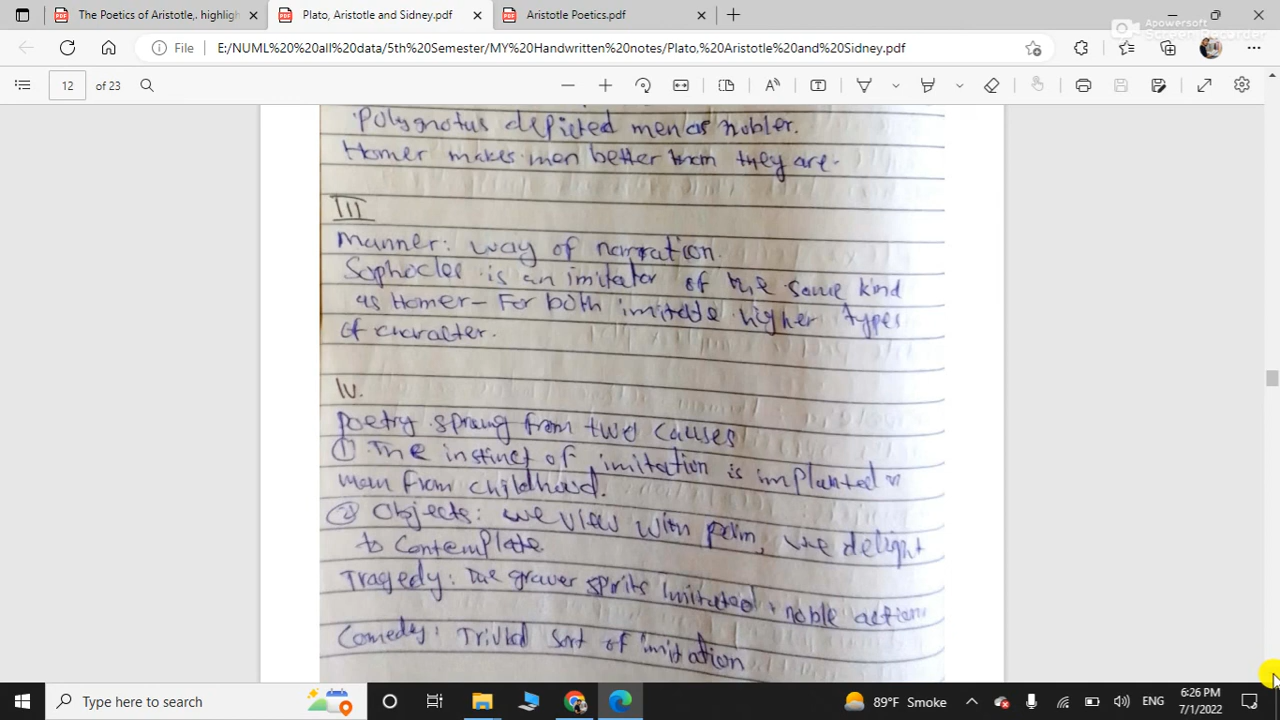 The Poetics of Aristotle,. highligh
Plato, Aristotle and Sidney.pdf
Aristotle Poetics.pdf
Apowersoft
Screen Recorder
File
E:/NUML%20%20all%20data/5th%20Semester/MY%20Handwritten%20notes/Plato,%20Aristotle%20and%20Sidney.pdf
12 of 23
Polygnotus depicted men as nobler.
Homer makes men better than they are.
III
Manner: way of narration.
Sophocles is an imitator of the same kind
as Homer— For both imitate higher types
of character.
IV.
Poetry sprang from two causes
① The instinct of imitation is implanted in
man from childhood.
② Objects: we view with pain, we delight
to contemplate
Tragedy: The graver spirits imitated noble action
Comedy: Sort of imitation
Type here to search
89°F Smoke
ENG
6:26 PM
7/1/2022